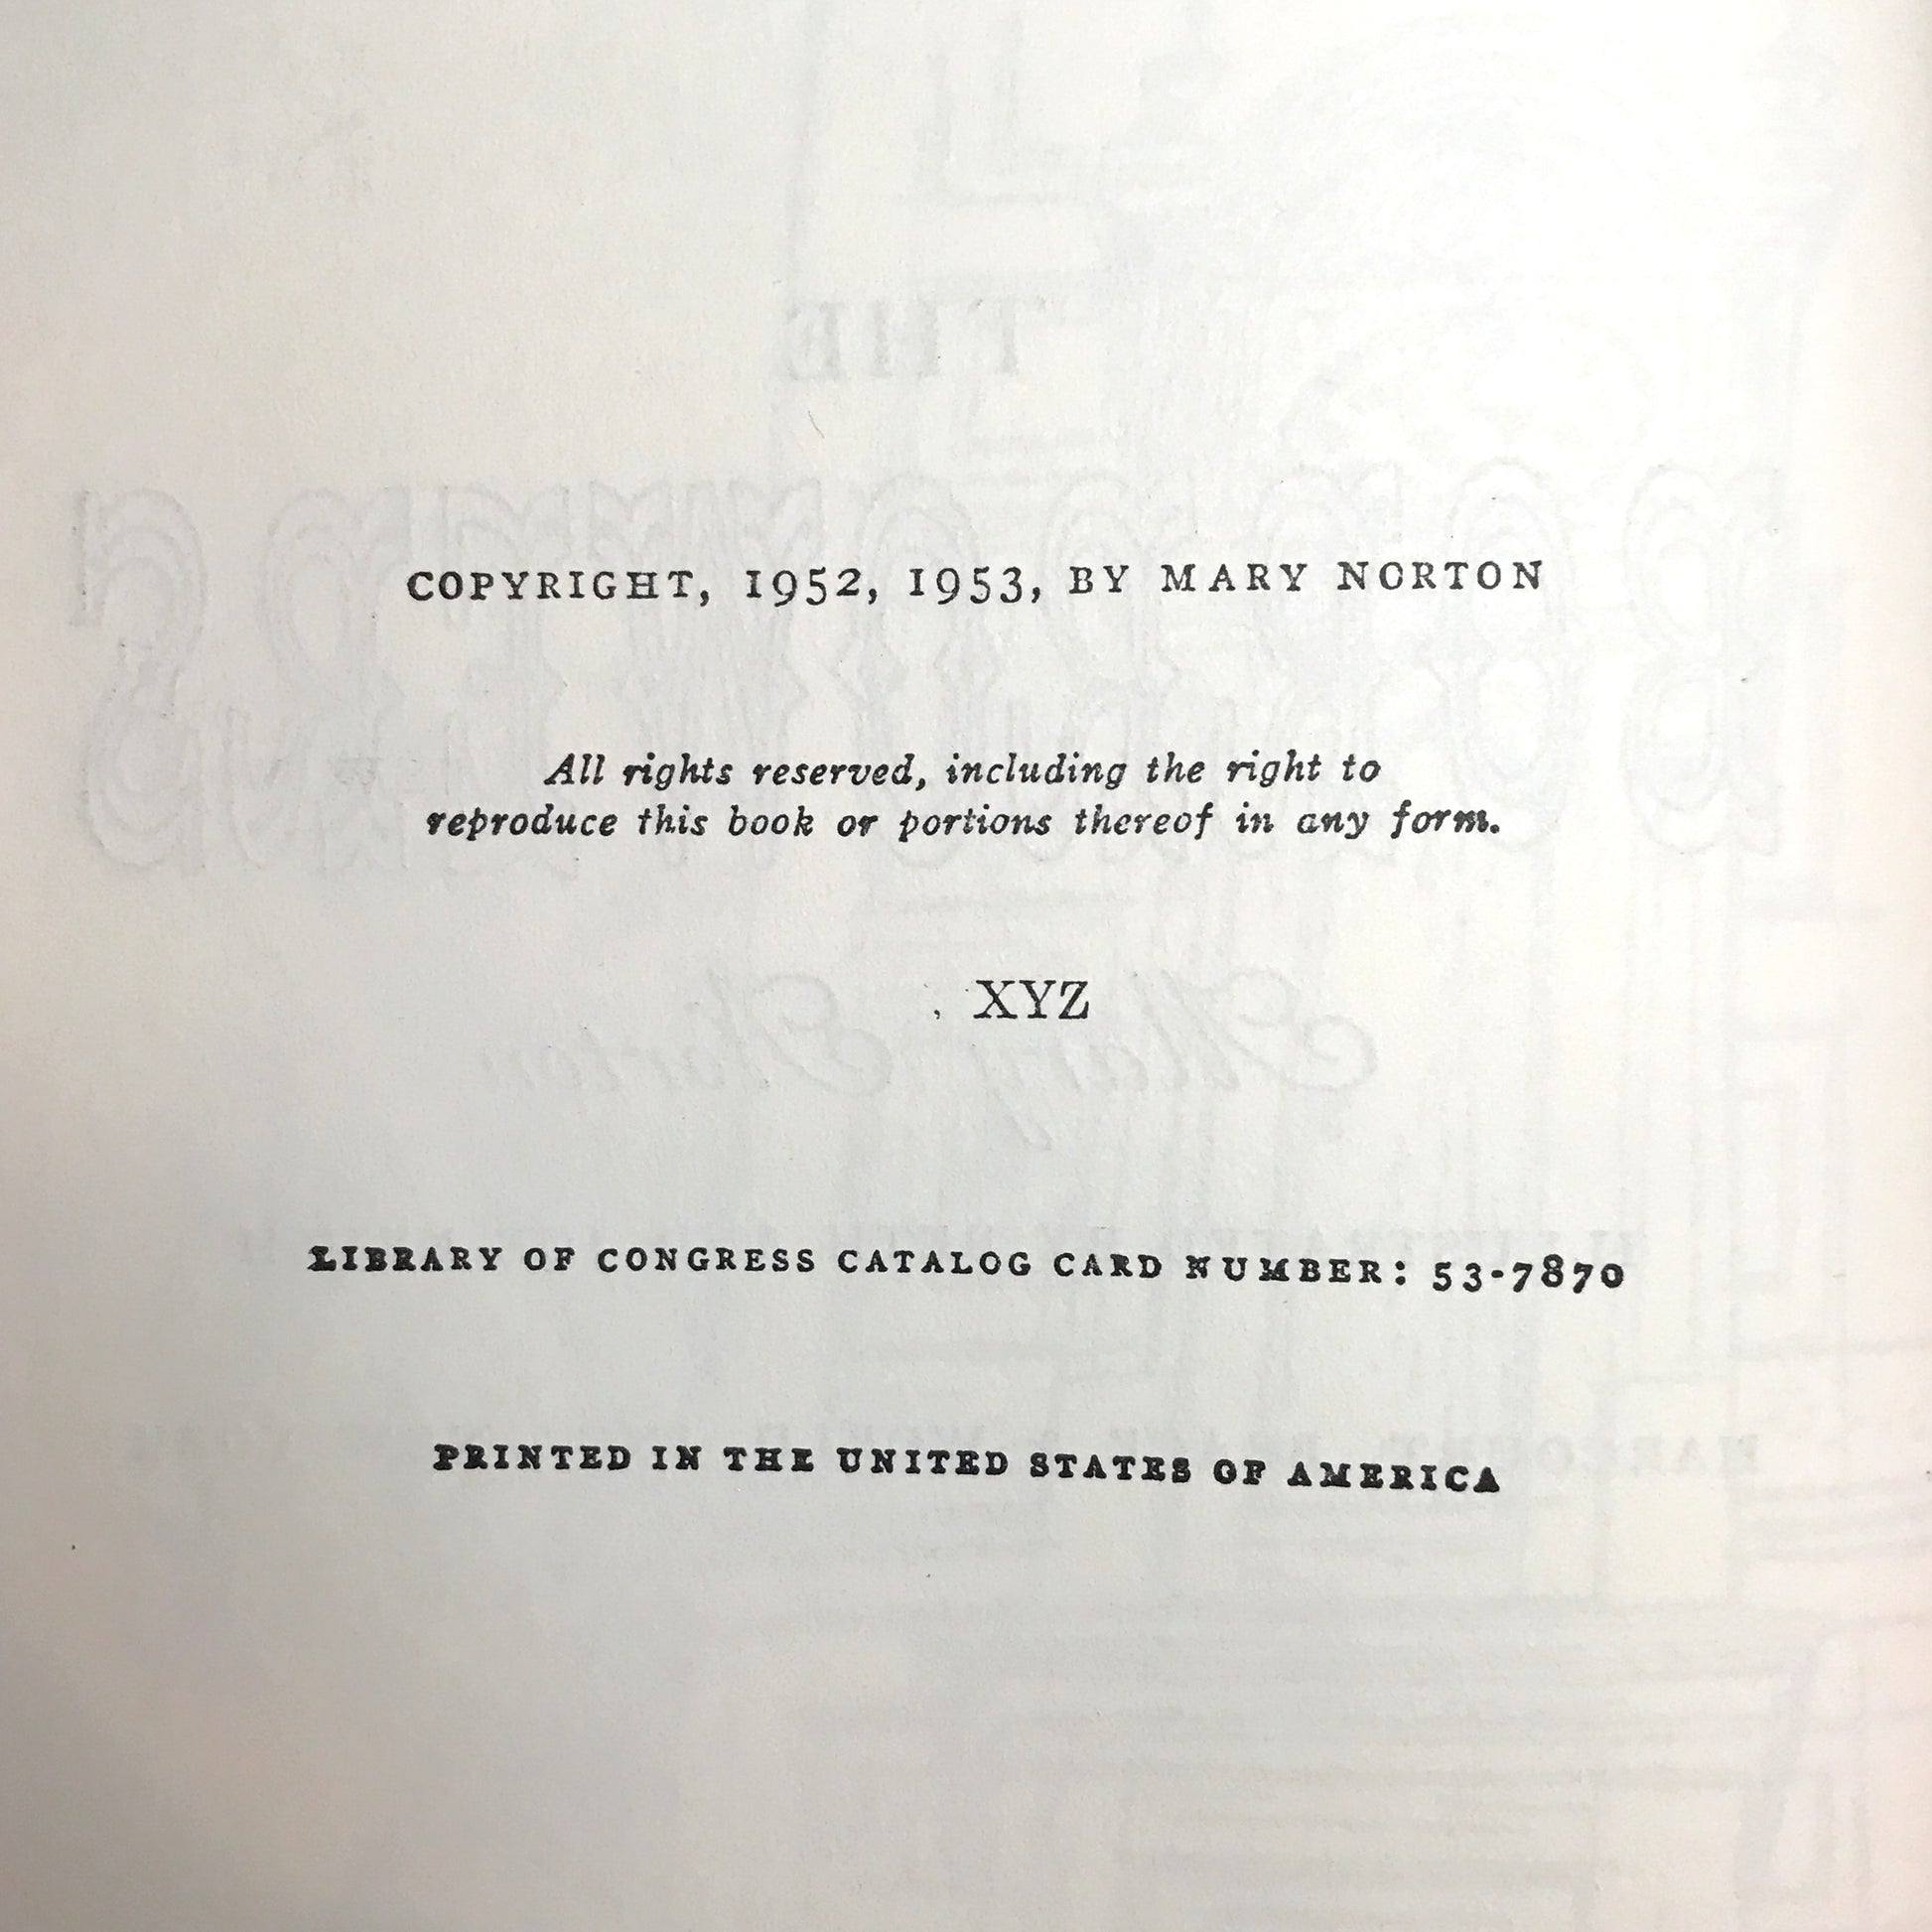 COPYRIGHT, 1952, 1953, BY MARY NORTON
All rights reserved, including the right to
reproduce this book or portions thereof in any form.
XYZ
LIBRARY OF CONGRESS CATALOG CARD NUMBER: 53-7870
PRINTED IN THE UNITED STATES OF AMERICA